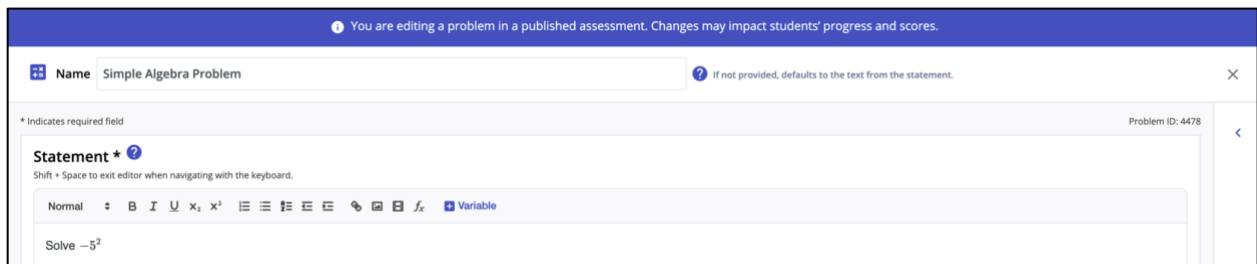 You are editing a problem in a published assessment. Changes may impact students' progress and scores.
Name Simple Algebra Problem If not provided, defaults to the text from the statement.
* Indicates required field Problem ID: 4478
Statement *
Shift + Space to exit editor when navigating with the keyboard.
Normal B I U x₂ x² fx Variable
Solve −5²